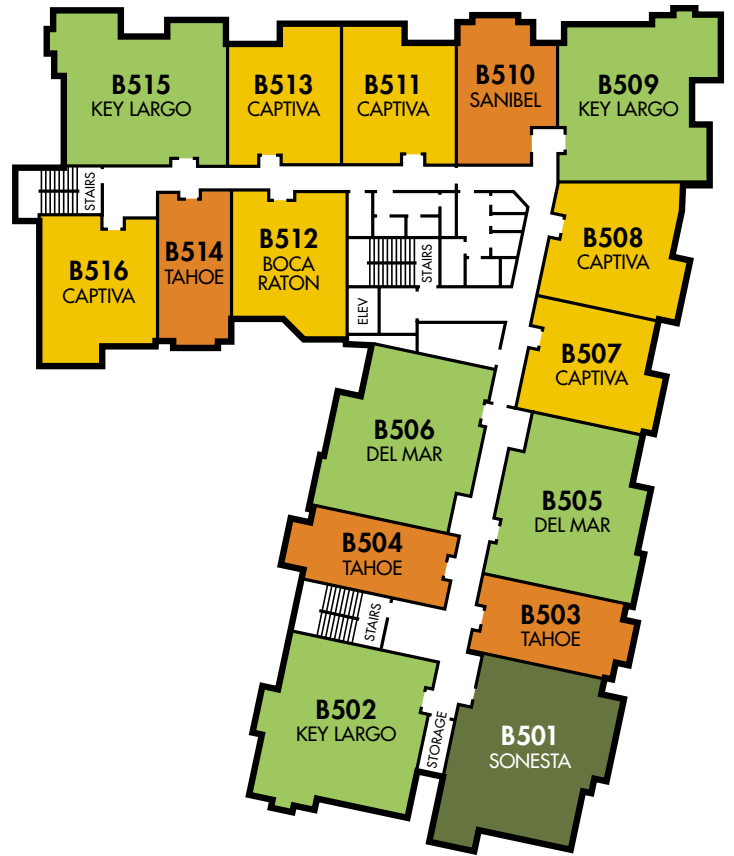 B515
KEY LARGO
B513
CAPTIVA
B511
CAPTIVA
B510
SANIBEL
B509
KEY LARGO
STAIRS
B516
CAPTIVA
B514
TAHOE
B512
BOCA
RATON
STAIRS
ELEV
B508
CAPTIVA
B507
CAPTIVA
B506
DEL MAR
B505
DEL MAR
B504
TAHOE
STAIRS
B503
TAHOE
B502
KEY LARGO
STORAGE
B501
SONESTA